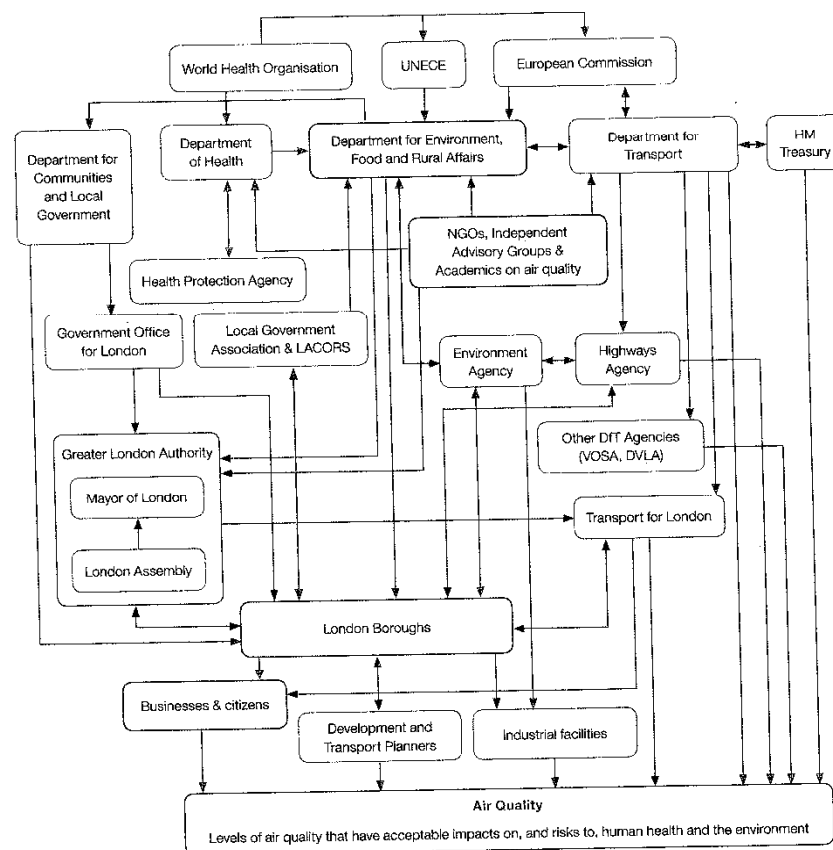 World Health Organisation
UNECE
European Commission
Department for
Communities and Local
Government
Department
of Health
Department for Environment,
Food and Rural Affairs
Department for
Transport
HM
Treasury
NGOs, Independent
Advisory Groups &
Academics on air quality
Health Protection Agency
Government Office
for London
Local Government
Association & LACORS
Environment
Agency
Highways
Agency
Other DfT Agencies
(VOSA, DVLA)
Greater London Authority
Mayor of London
London Assembly
Transport for London
London Boroughs
Businesses & citizens
Development and
Transport Planners
Industrial facilities
Air Quality
Levels of air quality that have acceptable impacts on, and risks to, human health and the environment